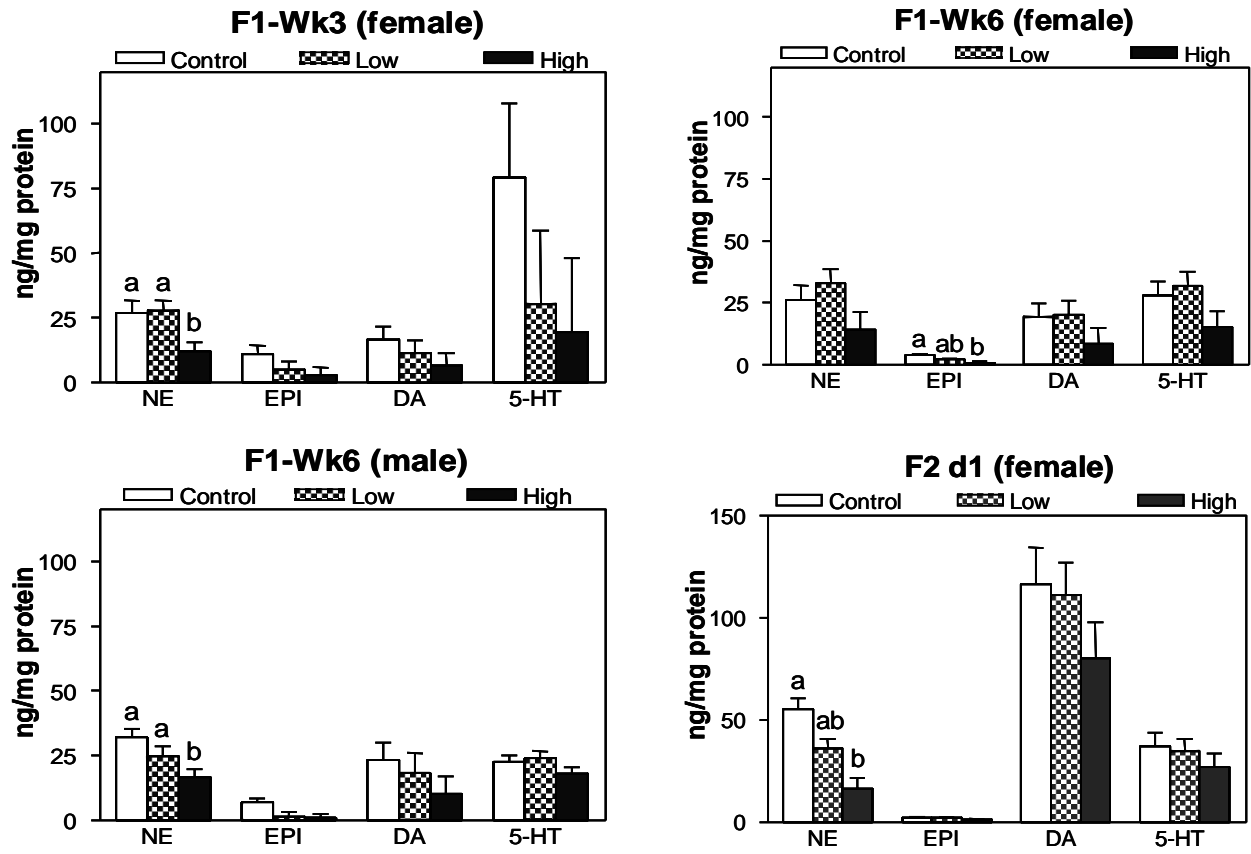 F1-Wk3 (female)
Control Low High
ng/mg protein
100
75
50
25
0
a a b
NE EPI DA 5-HT
F1-Wk6 (female)
Control Low High
ng/mg protein
100
75
50
25
0
a ab b
NE EPI DA 5-HT
F1-Wk6 (male)
Control Low High
ng/mg protein
100
75
50
25
0
a a b
NE EPI DA 5-HT
F2 d1 (female)
Control Low High
ng/mg protein
150
100
50
0
a ab b
NE EPI DA 5-HT